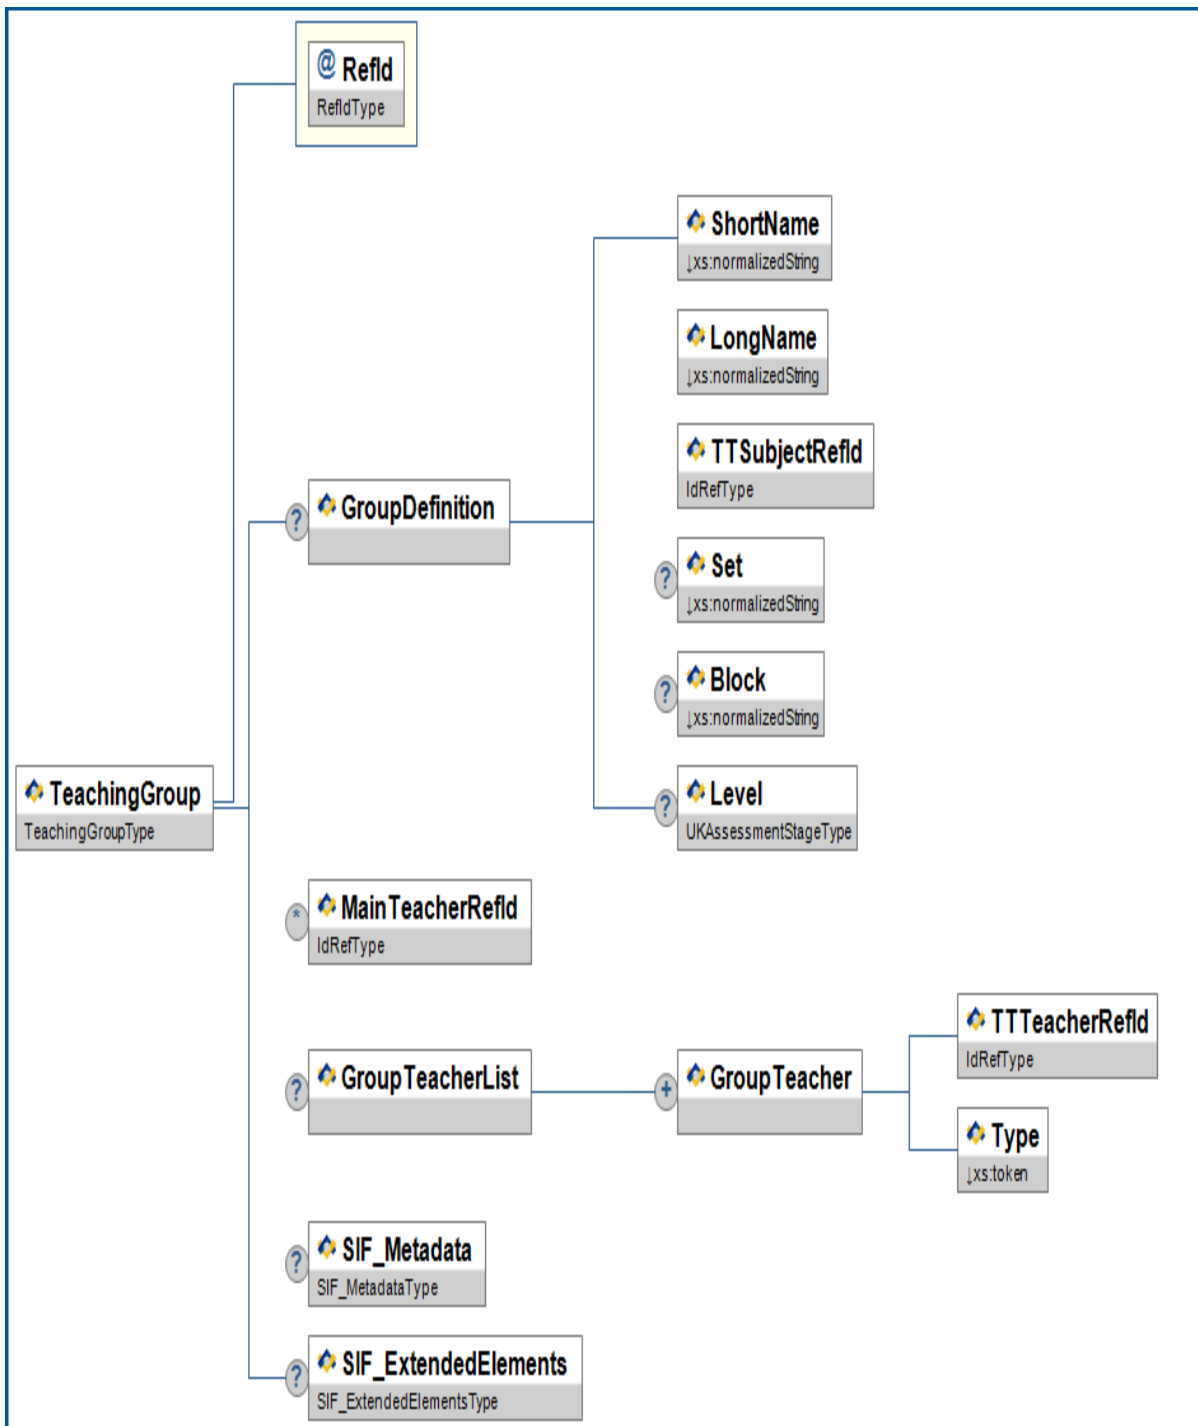 @ RefId
RefIdType
ShortName
↓xs:normalizedString
LongName
↓xs:normalizedString
TTSubjectRefId
IdRefType
? GroupDefinition
? Set
↓xs:normalizedString
? Block
↓xs:normalizedString
TeachingGroup
TeachingGroupType
? Level
UKAssessmentStageType
* MainTeacherRefId
IdRefType
? GroupTeacherList
+ GroupTeacher
TTTeacherRefId
IdRefType
Type
↓xs:token
? SIF_Metadata
SIF_MetadataType
? SIF_ExtendedElements
SIF_ExtendedElementsType